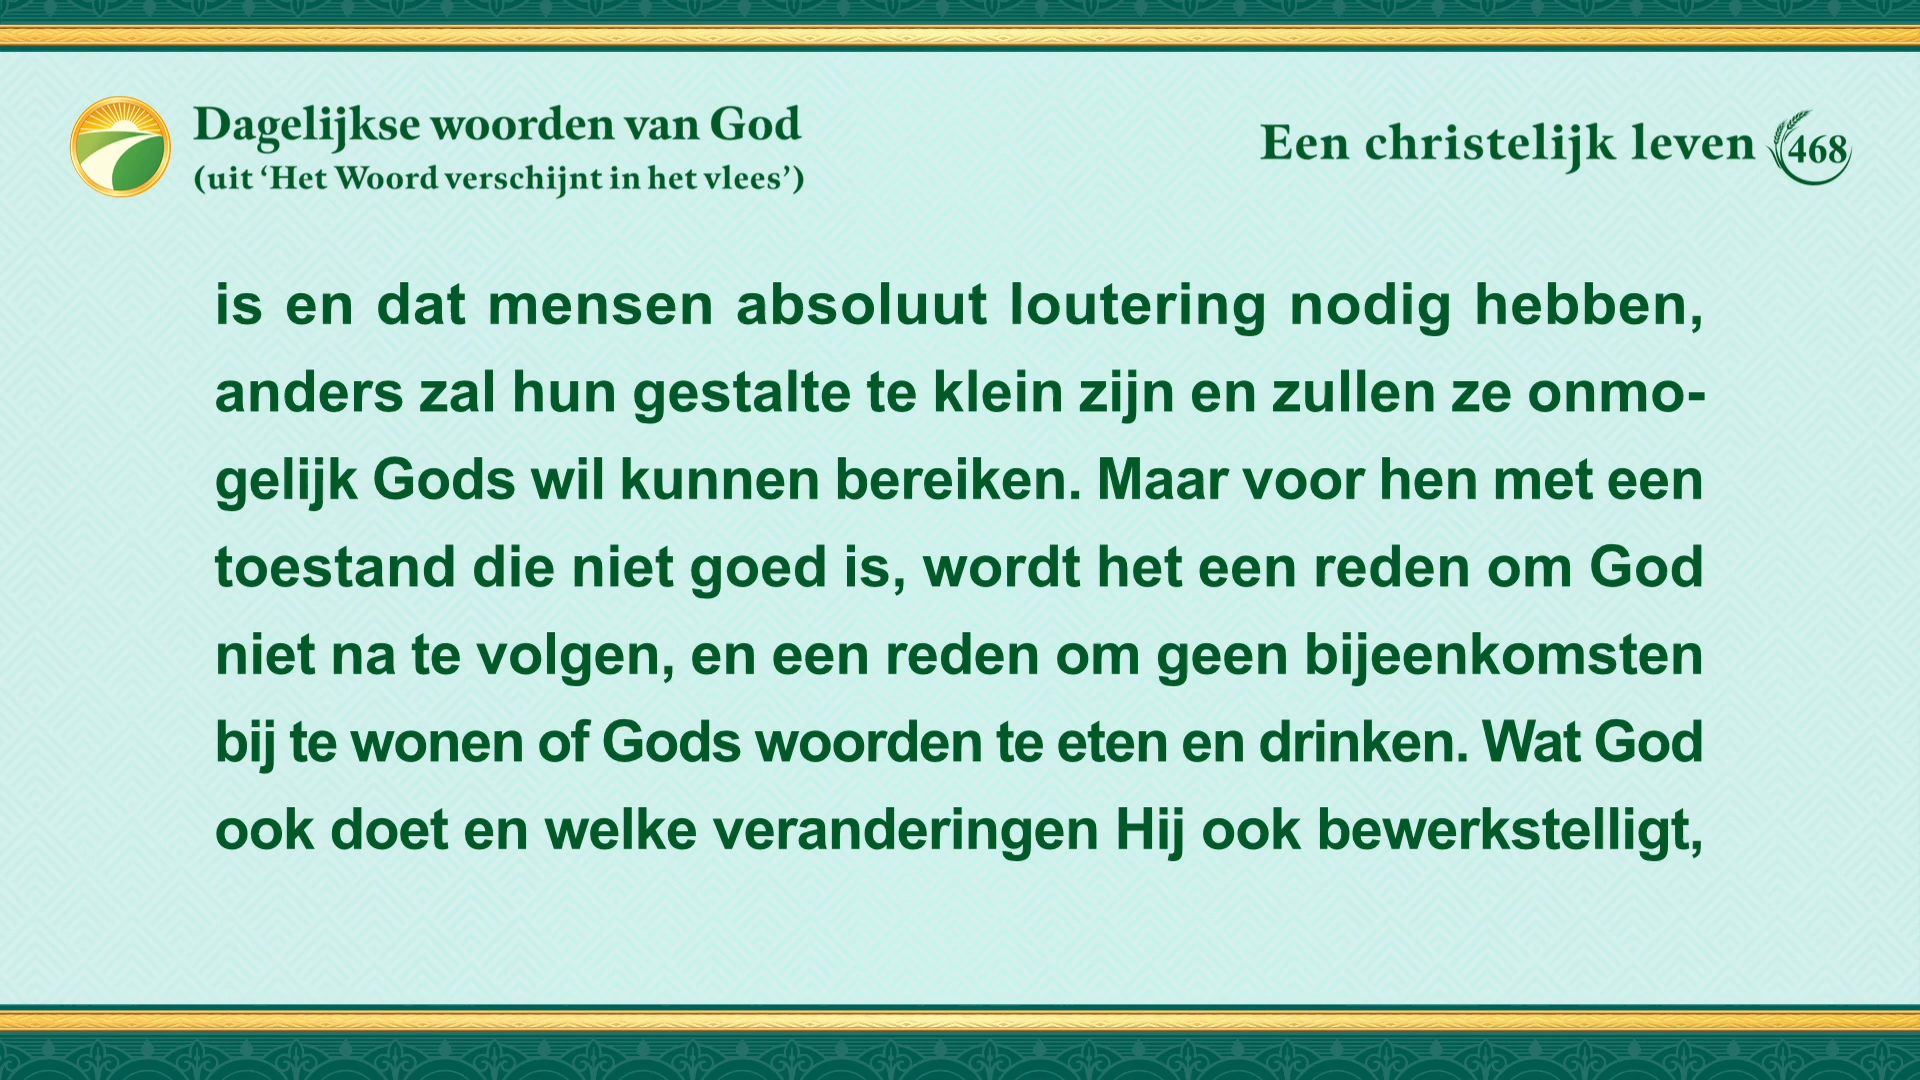 Dagelijkse woorden van God
(uit ‘Het Woord verschijnt in het vlees’)
Een christelijk leven 468
is en dat mensen absoluut loutering nodig hebben,
anders zal hun gestalte te klein zijn en zullen ze onmo-
gelijk Gods wil kunnen bereiken. Maar voor hen met een
toestand die niet goed is, wordt het een reden om God
niet na te volgen, en een reden om geen bijeenkomsten
bij te wonen of Gods woorden te eten en drinken. Wat God
ook doet en welke veranderingen Hij ook bewerkstelligt,